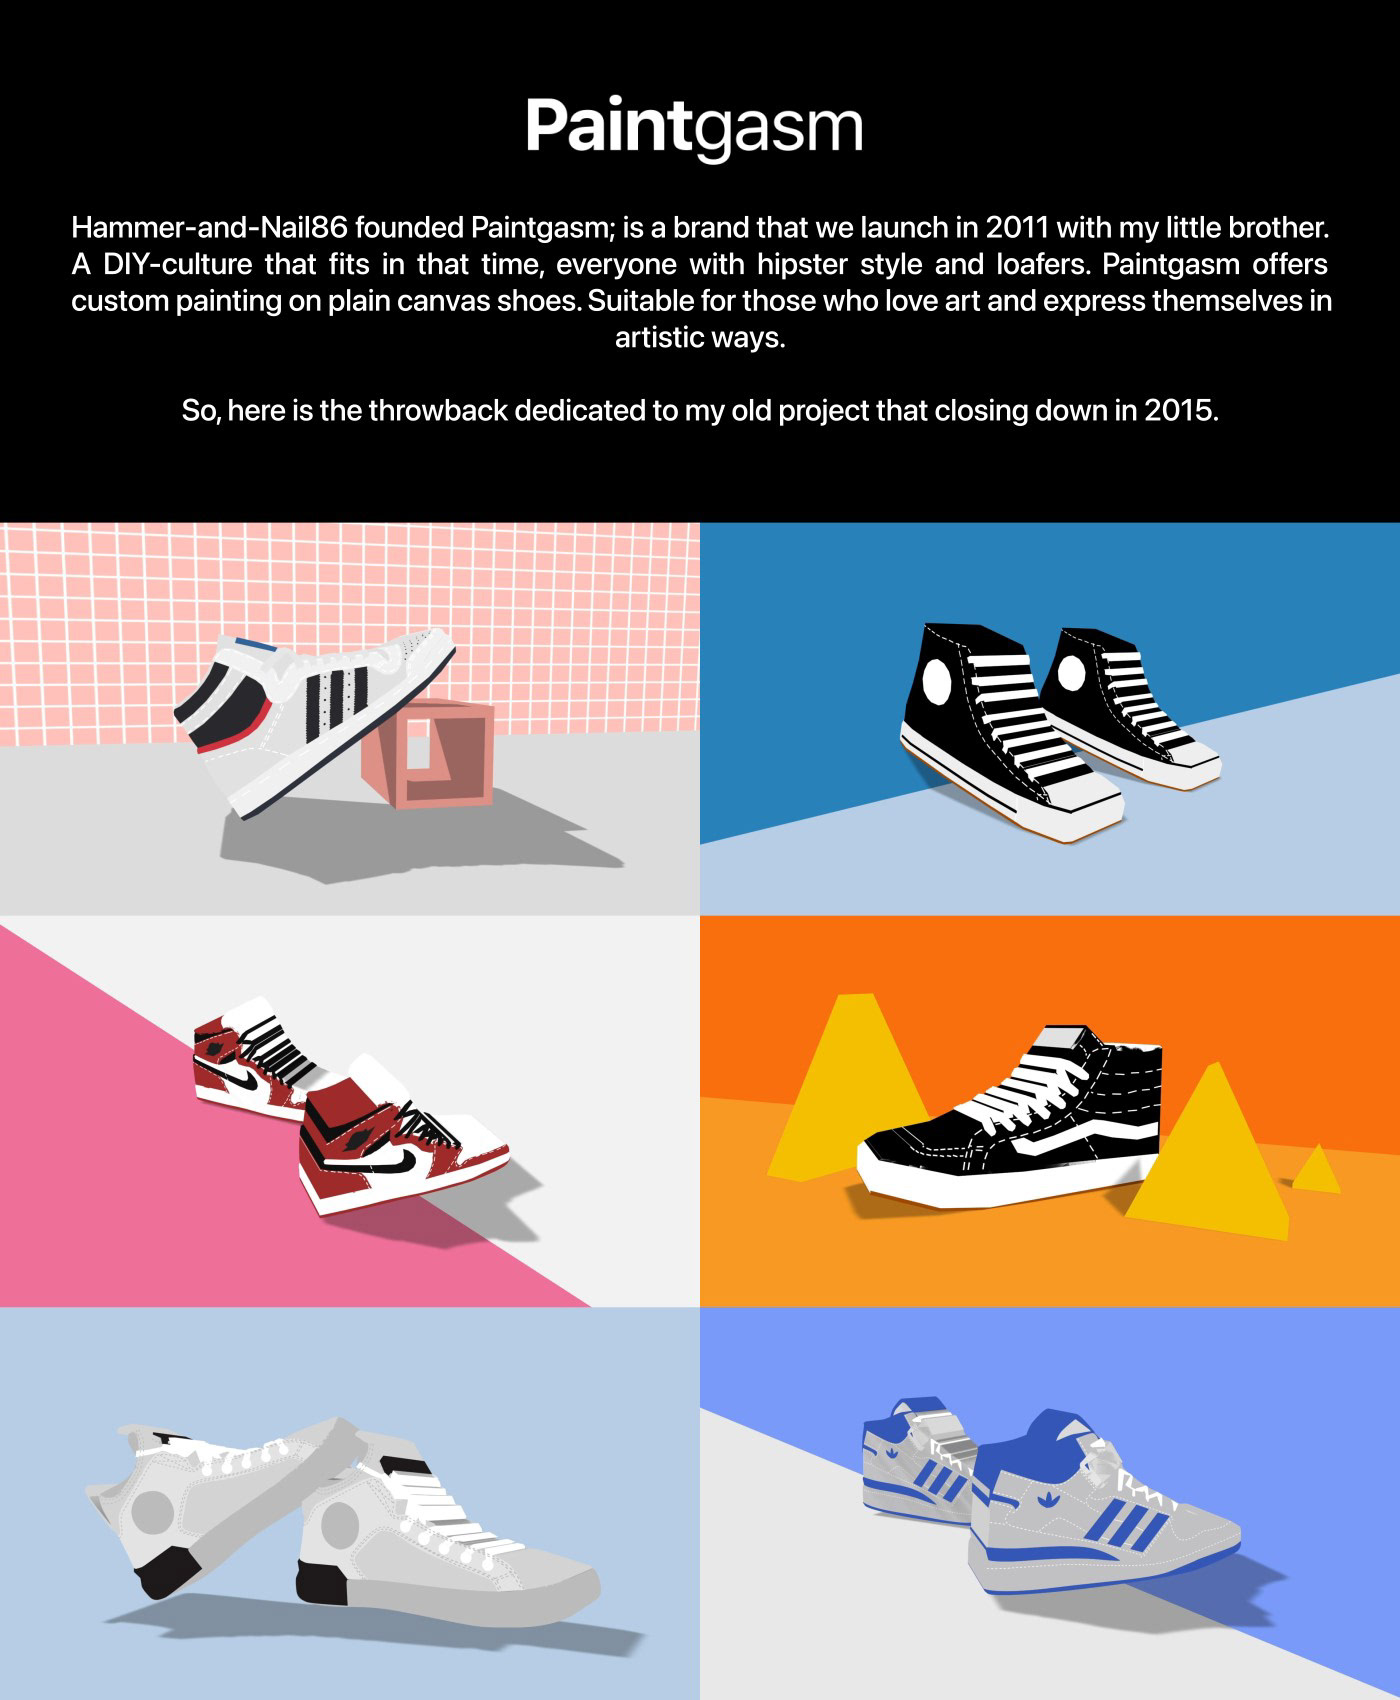 Paintgasm
Hammer-and-Nail86 founded Paintgasm; is a brand that we launch in 2011 with my little brother.
A DIY-culture that fits in that time, everyone with hipster style and loafers. Paintgasm offers
custom painting on plain canvas shoes. Suitable for those who love art and express themselves in
artistic ways.
So, here is the throwback dedicated to my old project that closing down in 2015.